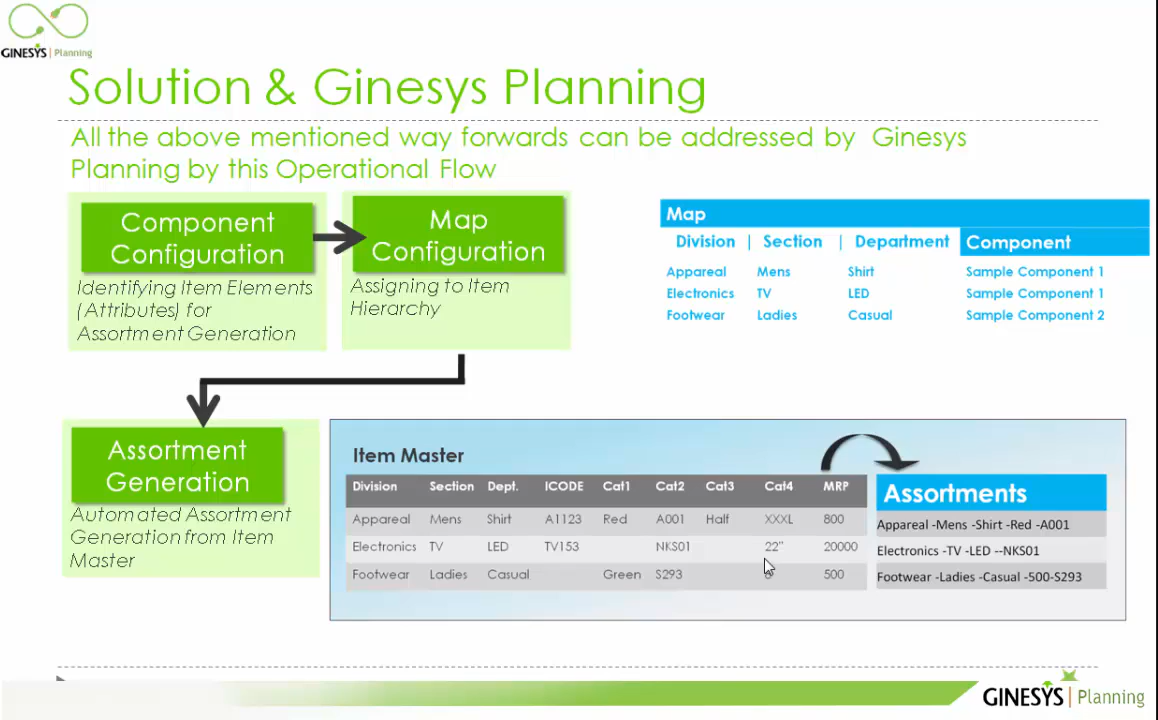 GINESYS | Planning
Solution & Ginesys Planning
All the above mentioned way forwards can be addressed by Ginesys
Planning by this Operational Flow
Component
Configuration
Identifying Item Elements
(Attributes) for
Assortment Generation
Map
Configuration
Assigning to Item
Hierarchy
Map
Division | Section | Department Component
Appareal Mens Shirt Sample Component 1
Electronics TV LED Sample Component 1
Footwear Ladies Casual Sample Component 2
Assortment
Generation
Automated Assortment
Generation from Item
Master
Item Master
Division Section Dept. ICODE Cat1 Cat2 Cat3 Cat4 MRP
Appareal Mens Shirt A1123 Red A001 Half XXXL 800
Electronics TV LED TV153 NKS01 22" 20000
Footwear Ladies Casual Green S293 500
Assortments
Appareal -Mens -Shirt -Red -A001
Electronics -TV -LED --NKS01
Footwear -Ladies -Casual -500-S293
GINESYS | Planning